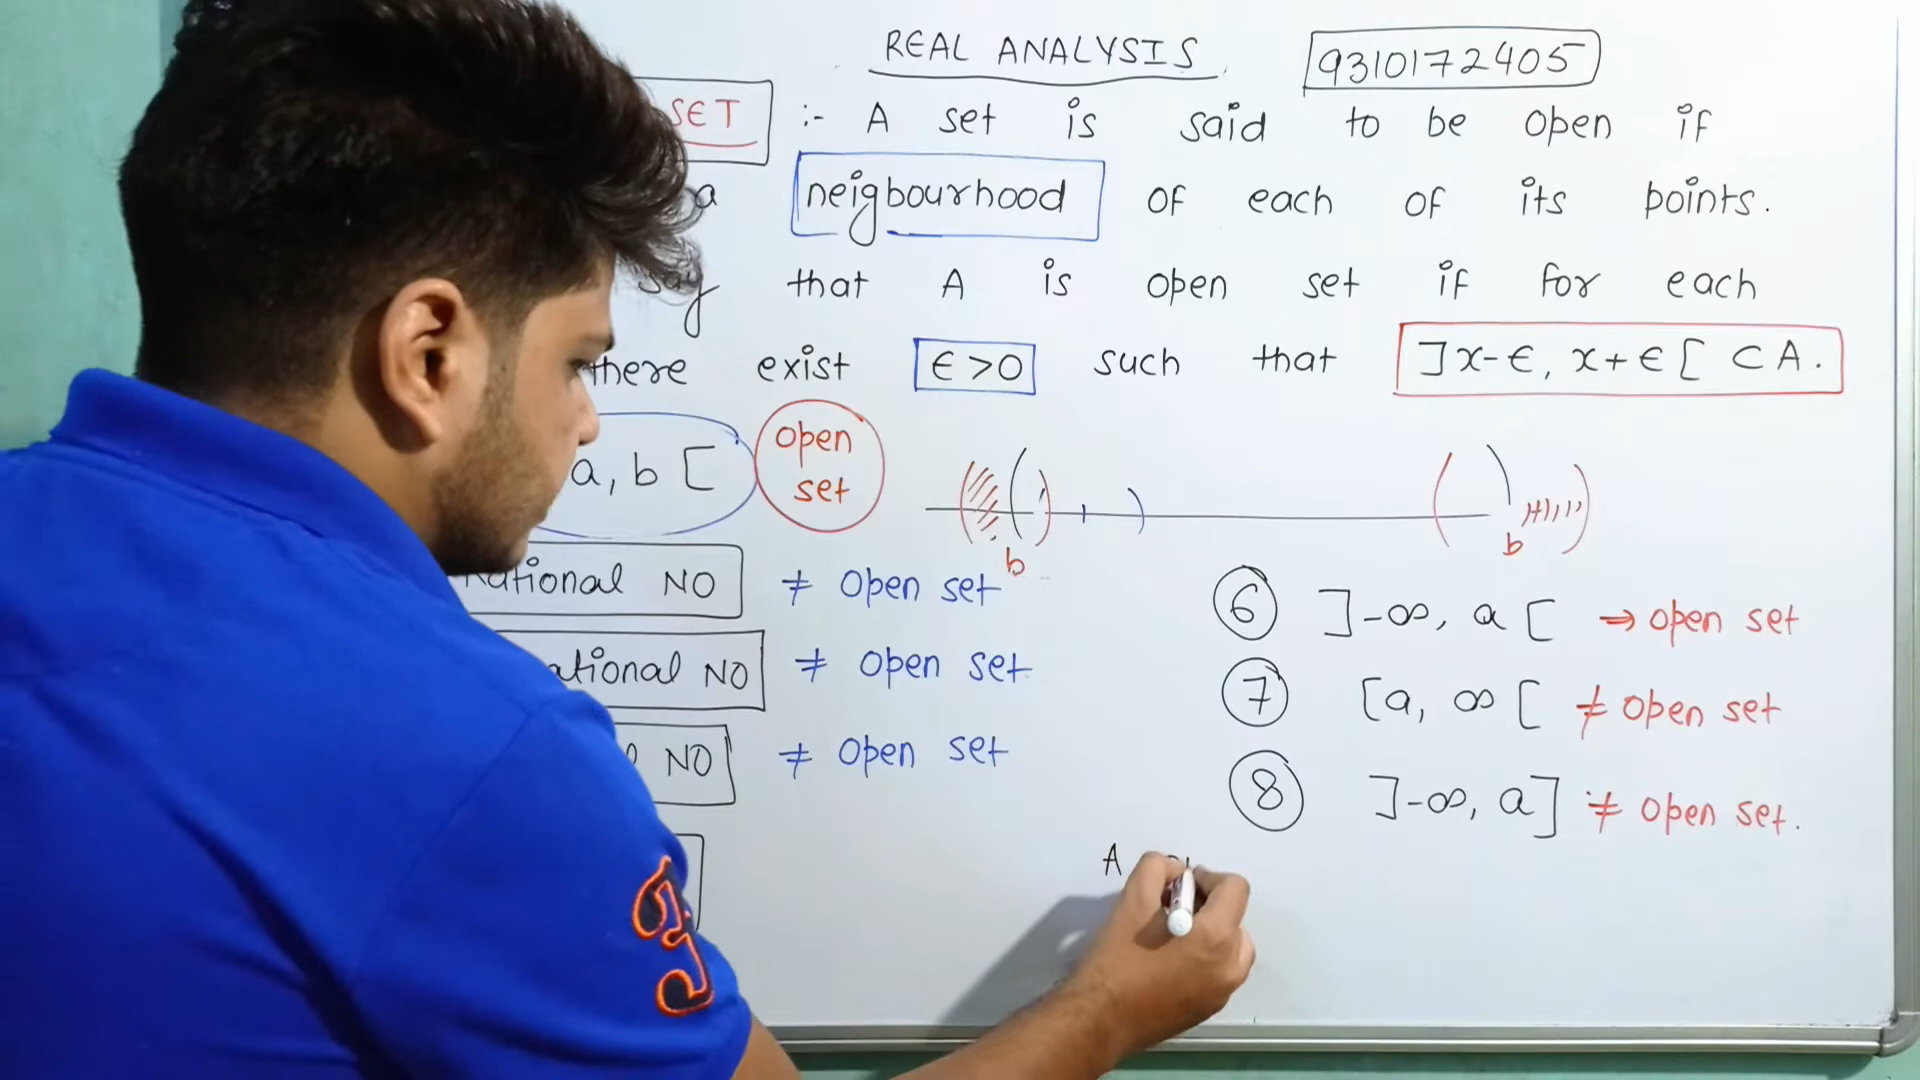 REAL ANALYSIS
9310172405
SET :- A set is said to be open if
a neigbourhood of each of its points.
say that A is open set if for each
there exist ϵ>0 such that ]x-ϵ, x+ϵ[ ⊂ A.
a, b [ open set
b
b
NO ≠ open set
NO ≠ open set
NO ≠ open set
⑥ ]-∞, a [ → open set
⑦ [a, ∞ [ ≠ open set
⑧ ]-∞, a] ≠ open set.
A